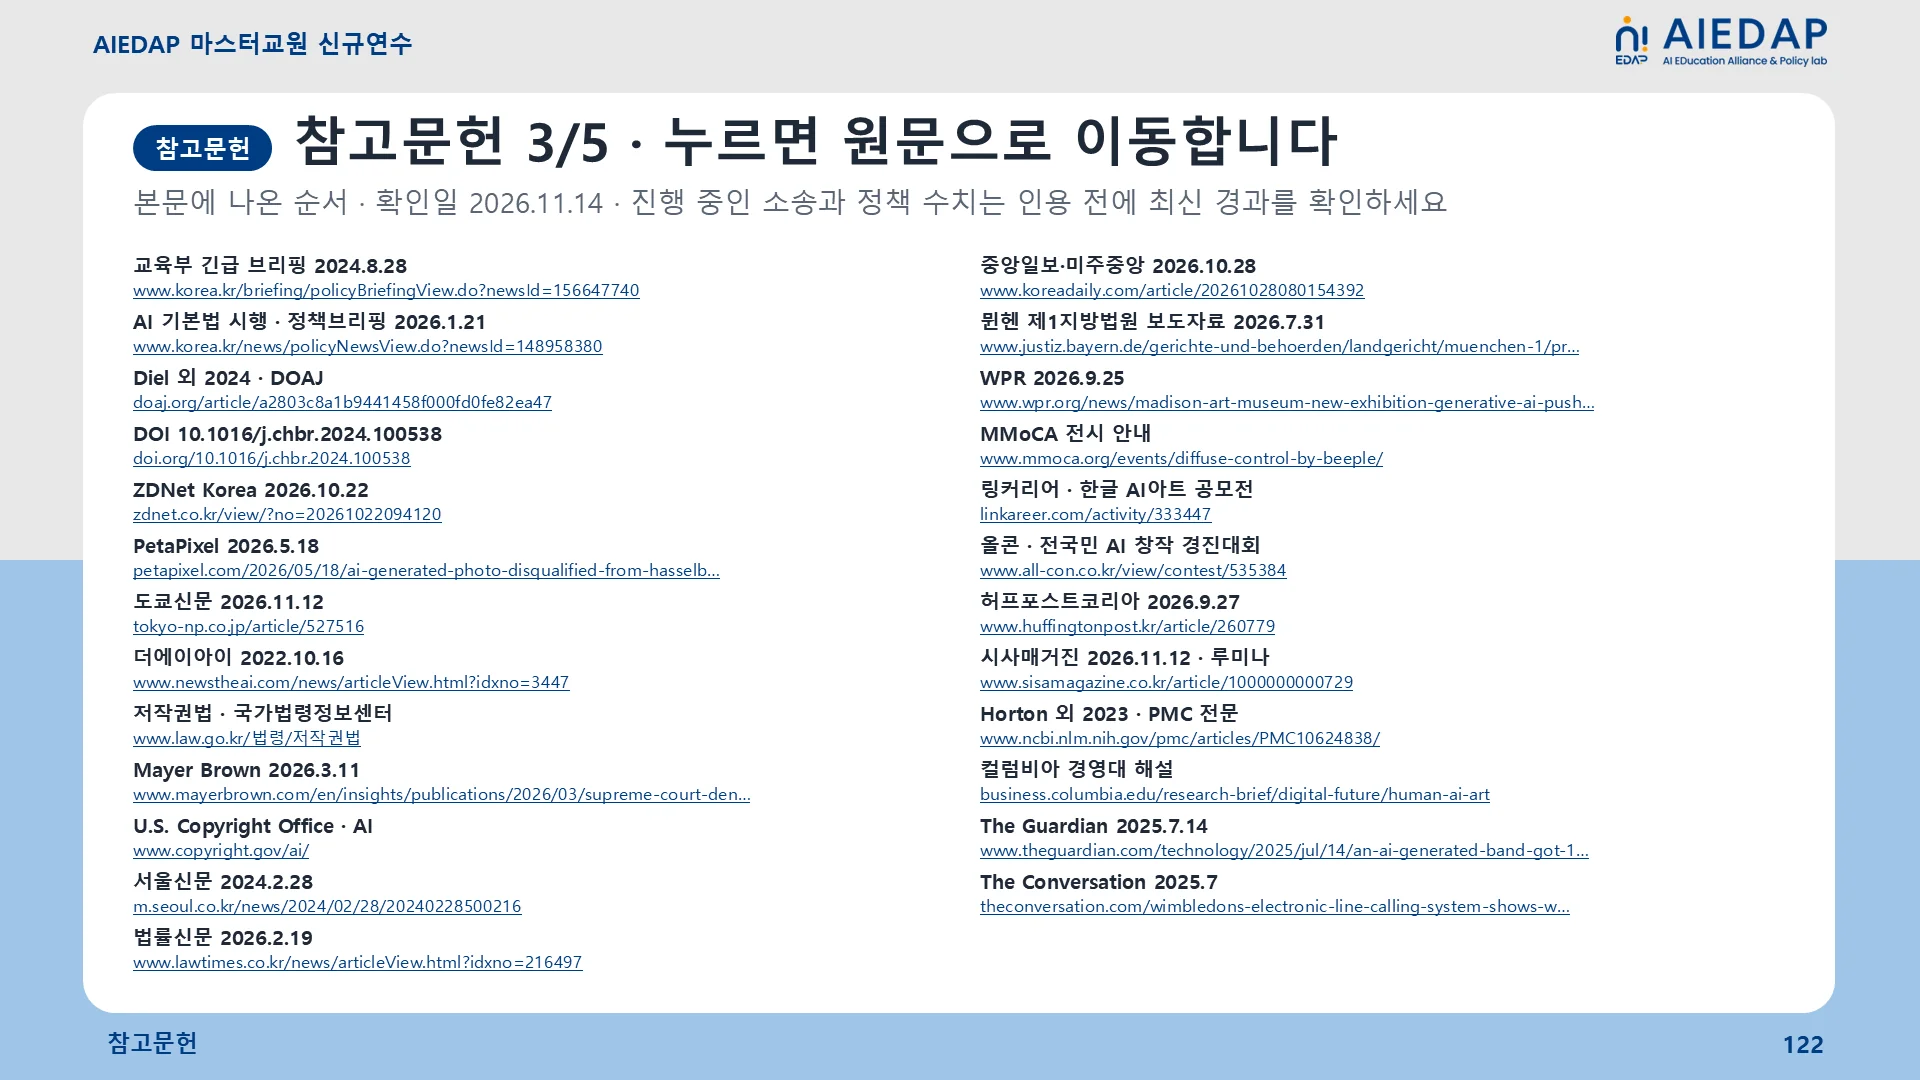 AIEDAP 마스터교원 신규연수
AIEDAP
EDAP
AI EDucation Alliance & Policy lab
참고문헌
참고문헌 3/5 · 누르면 원문으로 이동합니다
본문에 나온 순서 · 확인일 2026.11.14 · 진행 중인 소송과 정책 수치는 인용 전에 최신 경과를 확인하세요
교육부 긴급 브리핑 2024.8.28
www.korea.kr/briefing/policyBriefingView.do?newsId=156647740
AI 기본법 시행 · 정책브리핑 2026.1.21
www.korea.kr/news/policyNewsView.do?newsId=148958380
Diel 외 2024 · DOAJ
doaj.org/article/a2803c8a1b9441458f000fd0fe82ea47
DOI 10.1016/j.chbr.2024.100538
doi.org/10.1016/j.chbr.2024.100538
ZDNet Korea 2026.10.22
zdnet.co.kr/view/?no=20261022094120
PetaPixel 2026.5.18
petapixel.com/2026/05/18/ai-generated-photo-disqualified-from-hasselb...
도쿄신문 2026.11.12
tokyo-np.co.jp/article/527516
더에이아이 2022.10.16
www.newstheai.com/news/articleView.html?idxno=3447
저작권법 · 국가법령정보센터
www.law.go.kr/법령/저작권법
Mayer Brown 2026.3.11
www.mayerbrown.com/en/insights/publications/2026/03/supreme-court-den...
U.S. Copyright Office · AI
www.copyright.gov/ai/
서울신문 2024.2.28
m.seoul.co.kr/news/2024/02/28/20240228500216
법률신문 2026.2.19
www.lawtimes.co.kr/news/articleView.html?idxno=216497
중앙일보·미주중앙 2026.10.28
www.koreadaily.com/article/20261028080154392
뮌헨 제1지방법원 보도자료 2026.7.31
www.justiz.bayern.de/gerichte-und-behoerden/landgericht/muenchen-1/pr...
WPR 2026.9.25
www.wpr.org/news/madison-art-museum-new-exhibition-generative-ai-push...
MMoCA 전시 안내
www.mmoca.org/events/diffuse-control-by-beeple/
링커리어 · 한글 AI아트 공모전
linkareer.com/activity/333447
올콘 · 전국민 AI 창작 경진대회
www.all-con.co.kr/view/contest/535384
허프포스트코리아 2026.9.27
www.huffingtonpost.kr/article/260779
시사매거진 2026.11.12 · 루미나
www.sisamagazine.co.kr/article/1000000000729
Horton 외 2023 · PMC 전문
www.ncbi.nlm.nih.gov/pmc/articles/PMC10624838/
컬럼비아 경영대 해설
business.columbia.edu/research-brief/digital-future/human-ai-art
The Guardian 2025.7.14
www.theguardian.com/technology/2025/jul/14/an-ai-generated-band-got-1...
The Conversation 2025.7
theconversation.com/wimbledons-electronic-line-calling-system-shows-w...
참고문헌
122